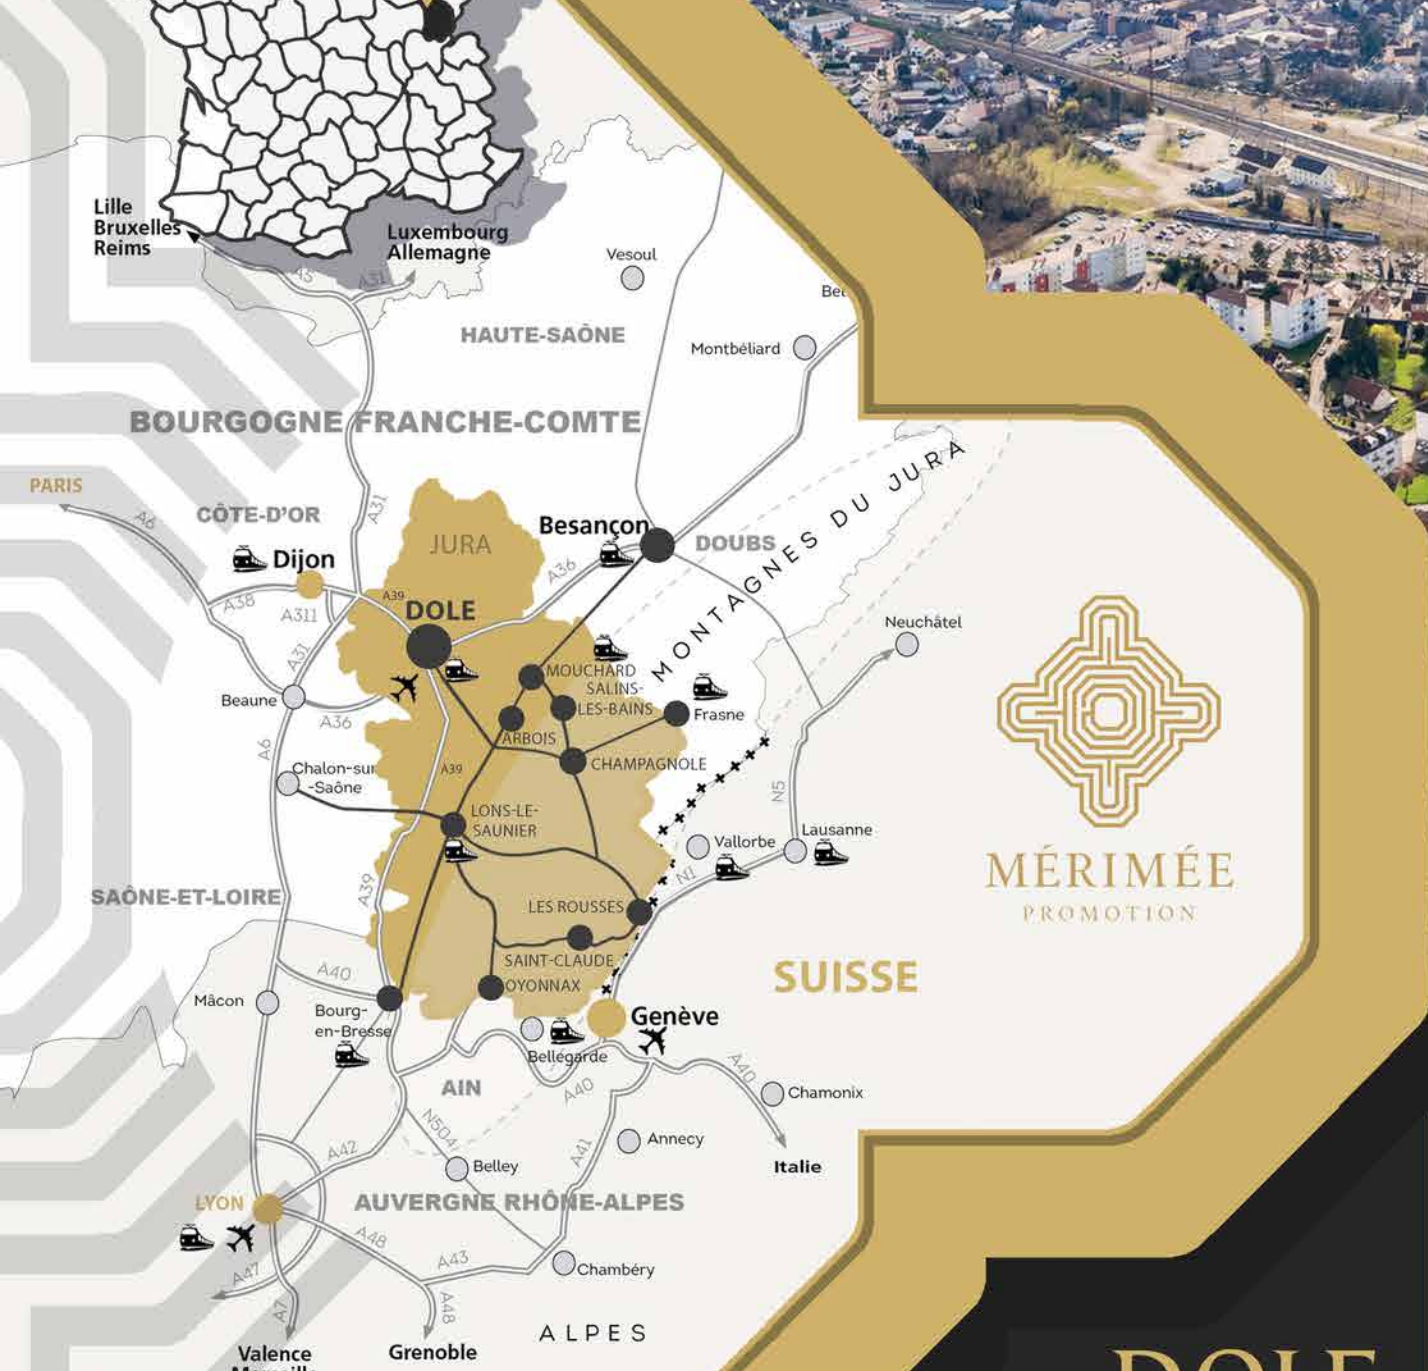 Lille
Bruxelles
Reims
Luxembourg
Allemagne
A31
Vesoul
HAUTE-SAÔNE
Montbéliard
BOURGOGNE FRANCHE-COMTE
PARIS
A6
CÔTE-D'OR
A31
JURA
Besançon
DOUBS
MONTAGNES DU JURA
Dijon
A36
A38
A311
A39
DOLE
Neuchâtel
A31
MOUCHARD
SALINS-
LES-BAINS
Beaune
A36
Frasne
ARBOIS
A6
CHAMPAGNOLE
Chalon-sur
-Saône
A39
N5
LONS-LE-
SAUNIER
Vallorbe
Lausanne
MÉRIMÉE
PROMOTION
N1
SAÔNE-ET-LOIRE
A39
LES ROUSSES
SAINT-CLAUDE
SUISSE
A40
OYONNAX
Mâcon
Bourg-
en-Bresse
Genève
Bellegarde
A40
A40
AIN
Chamonix
N504
A42
A41
Annecy
Belley
Italie
LYON
AUVERGNE RHÔNE-ALPES
A48
A43
Chambéry
A47
A7
A48
ALPES
Valence
Grenoble
DOLE